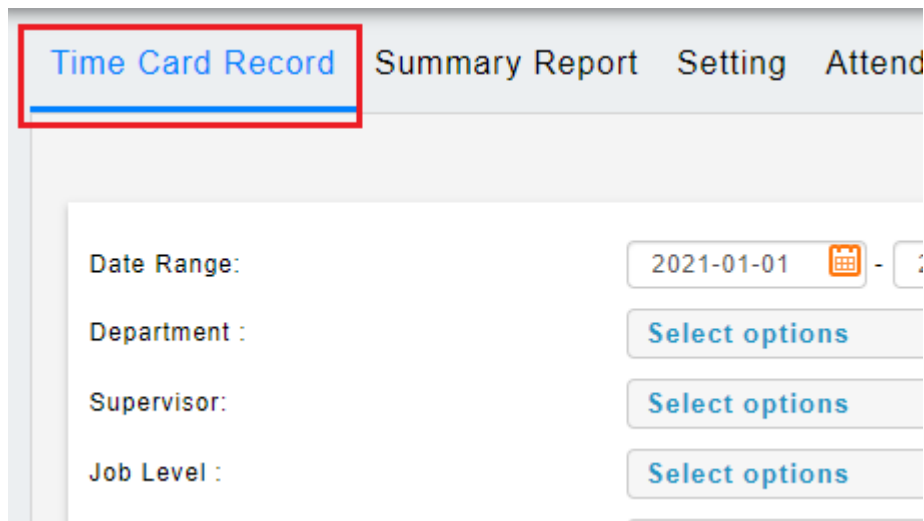 Time Card Record Summary Report Setting
Date Range: 2021-01-01 -
Department : Select options
Supervisor: Select options
Job Level : Select options